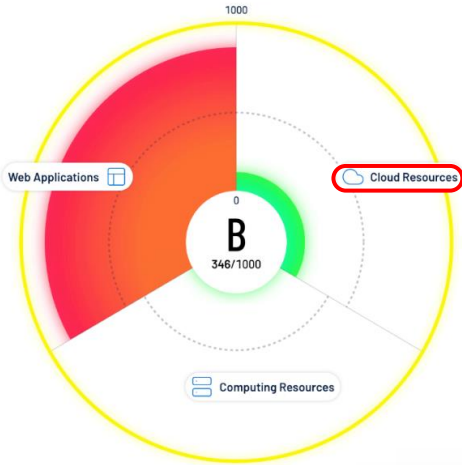 1000
Web Applications
Cloud Resources
0
B
346/1000
Computing Resources